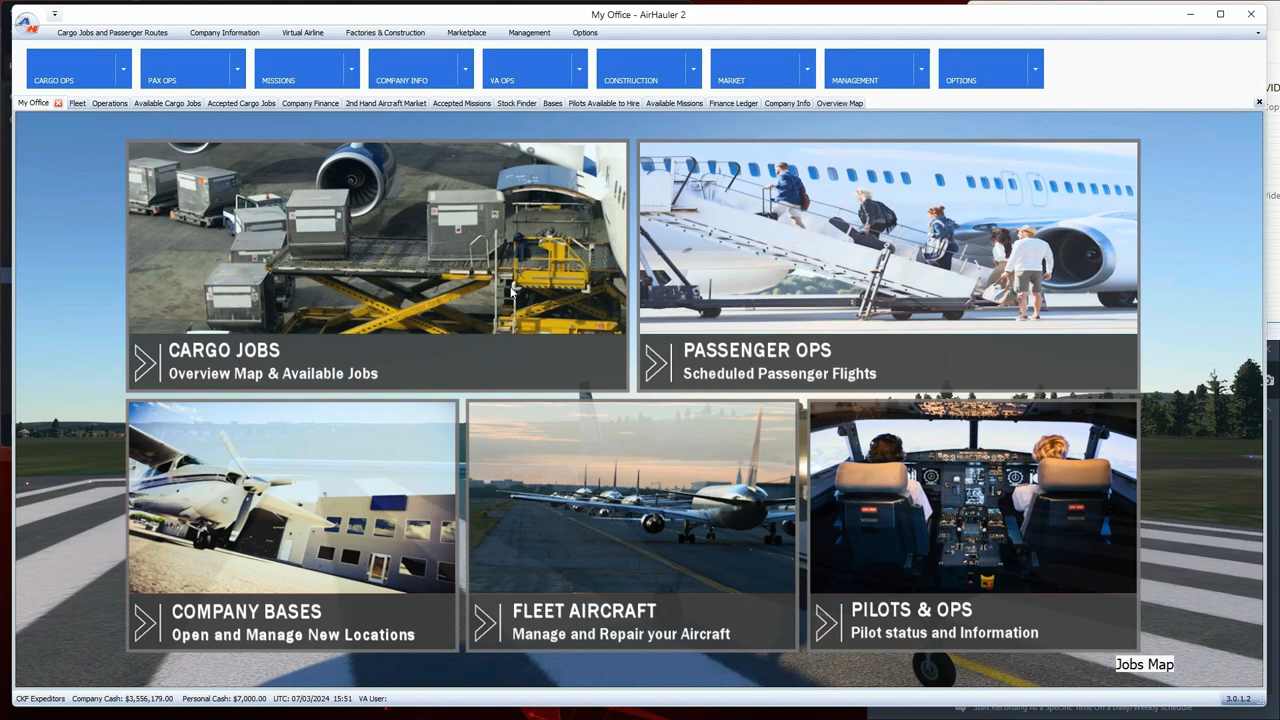 My Office - AirHauler 2
Cargo Jobs and Passenger Routes Company Information Virtual Airline Factories & Construction Marketplace Management Options
CARGO OPS PAX OPS MISSIONS COMPANY INFO VA OPS CONSTRUCTION MARKET MANAGEMENT OPTIONS
My Office Fleet Operations Available Cargo Jobs Accepted Cargo Jobs Company Finance 2nd Hand Aircraft Market Accepted Missions Stock Finder Bases Pilots Available to Hire Available Missions Finance Ledger Company Info Overview Map
CARGO JOBS
Overview Map & Available Jobs
PASSENGER OPS
Scheduled Passenger Flights
COMPANY BASES
Open and Manage New Locations
FLEET AIRCRAFT
Manage and Repair your Aircraft
PILOTS & OPS
Pilot status and Information
Jobs Map
CKF Expeditors Company Cash: $3,556,179.00 Personal Cash: $7,000.00 UTC: 07/03/2024 15:51 VA User:
3.0.1.2